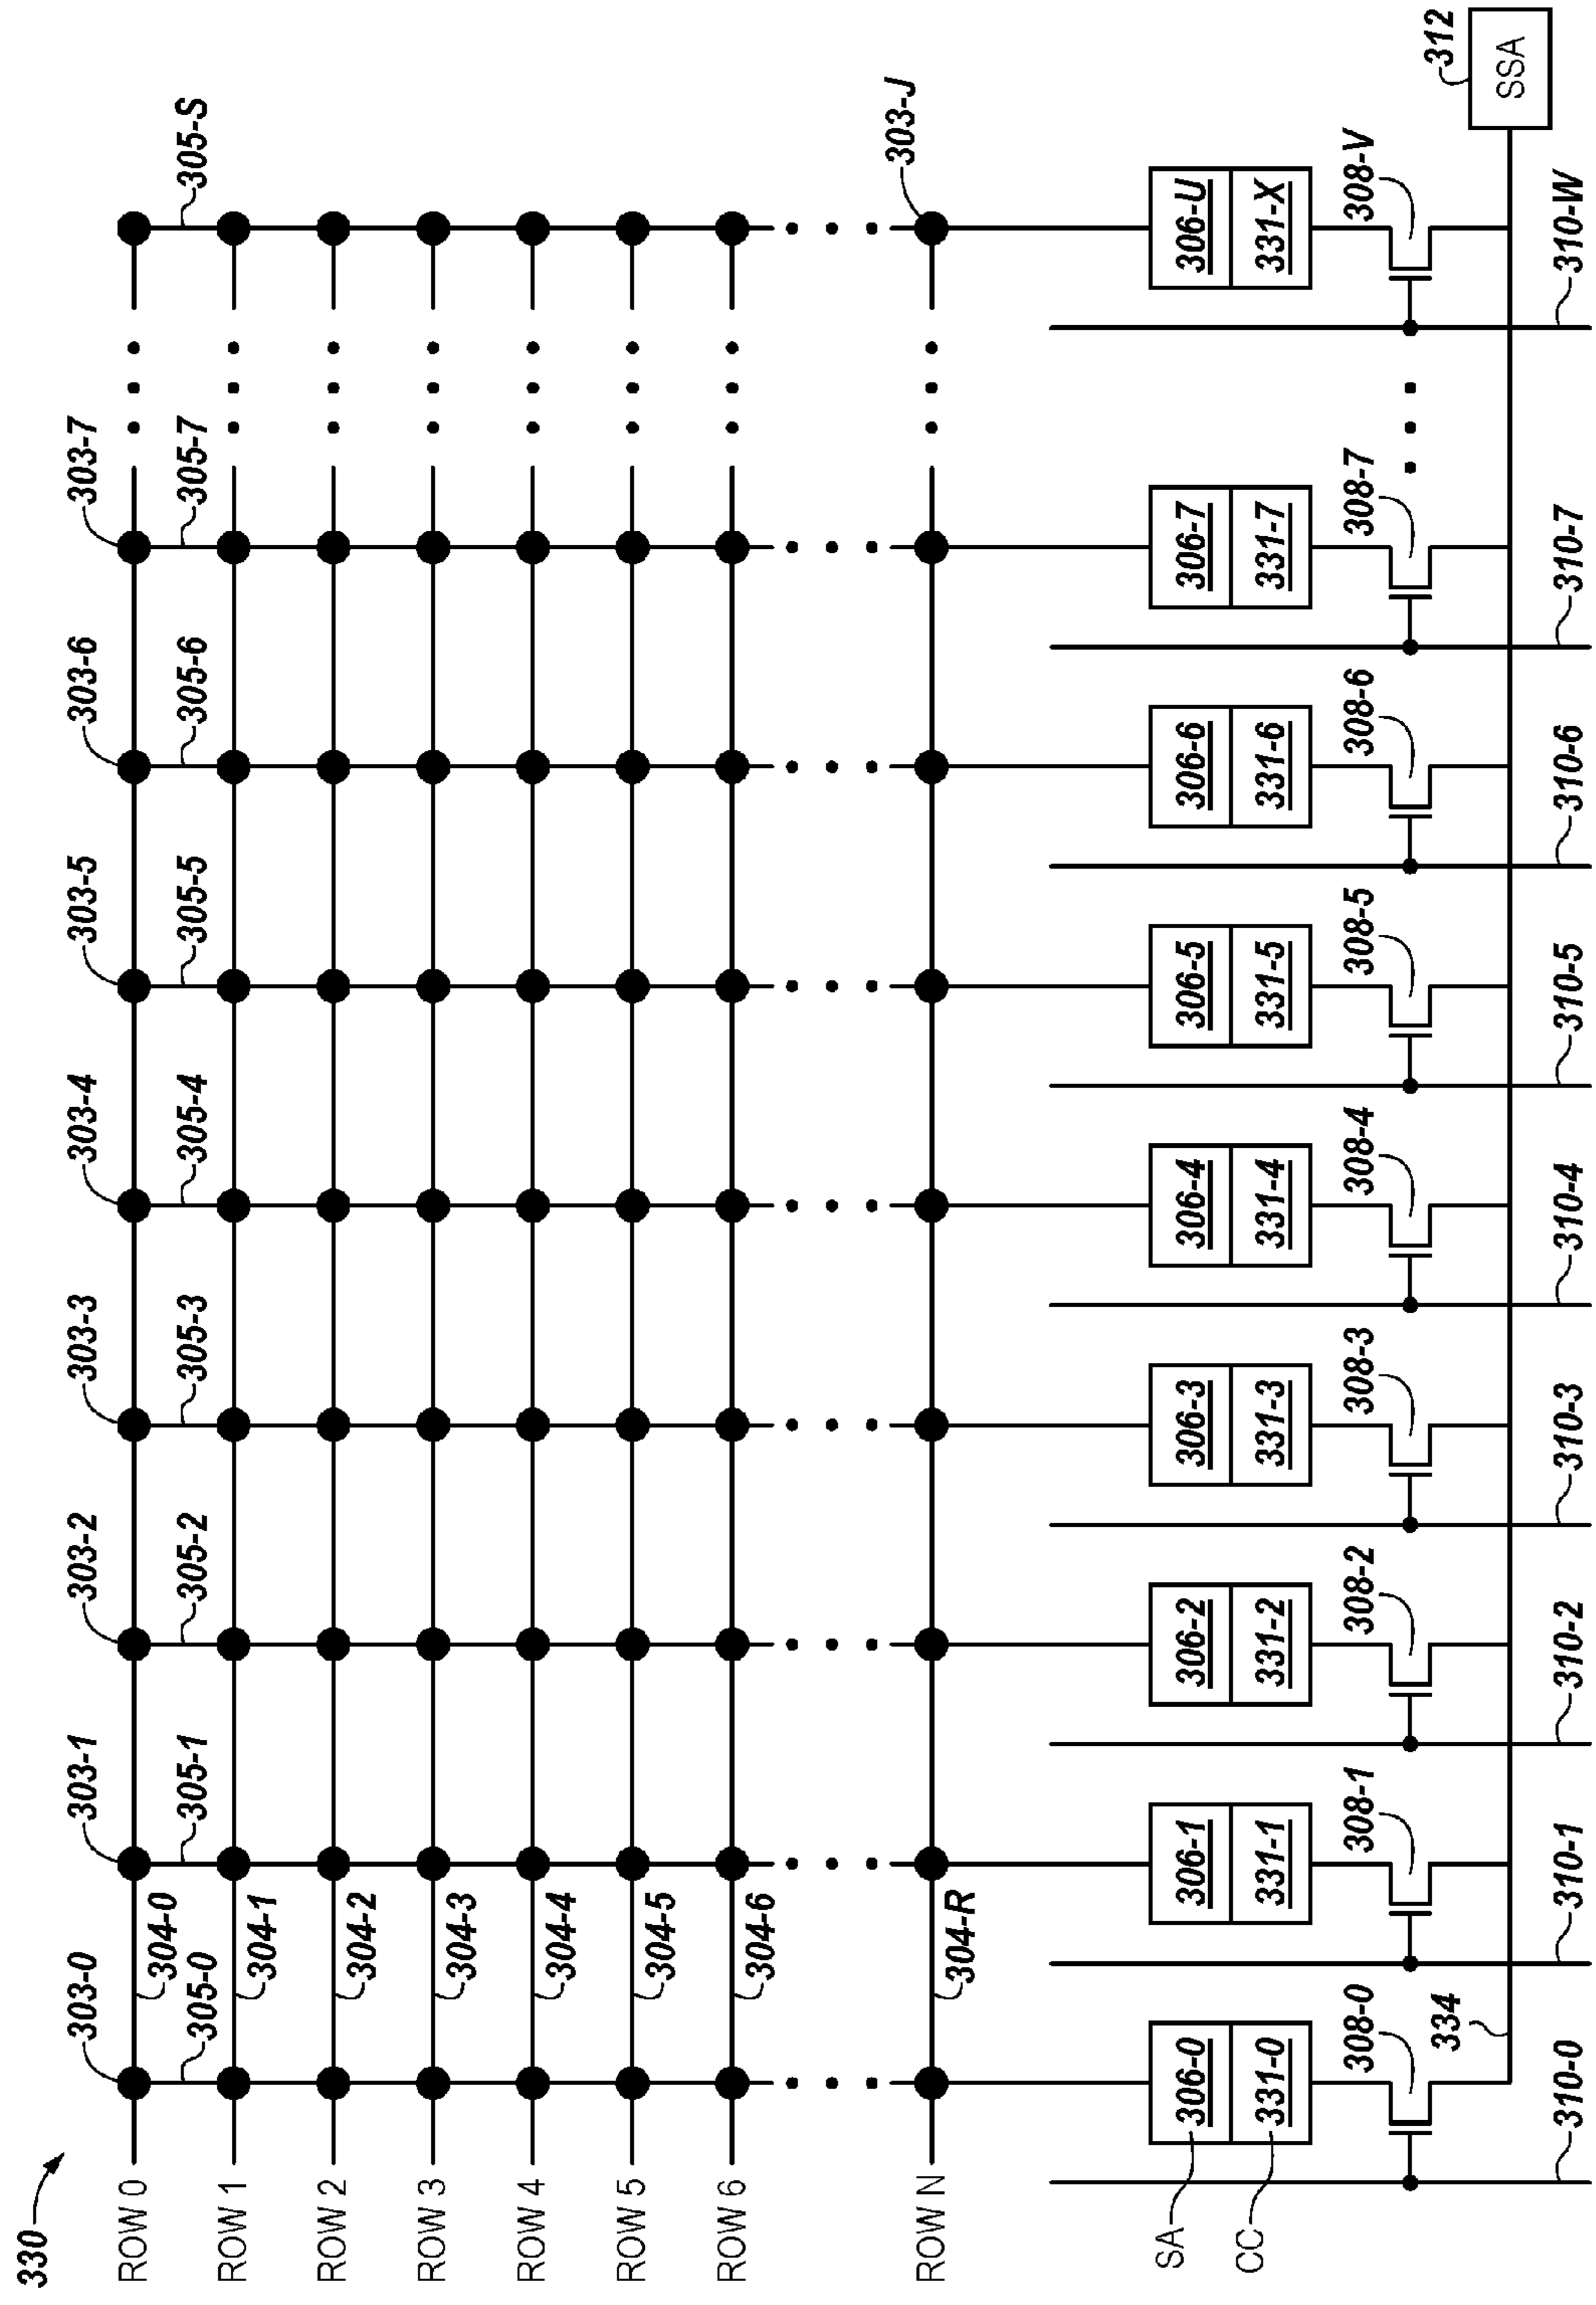 330
303-0 303-1 303-2 303-3 303-4 303-5 303-6 303-7
305-0 305-1 305-2 305-3 305-4 305-5 305-6 305-7 305-S
ROW 0 304-0
ROW 1 304-1
ROW 2 304-2
ROW 3 304-3
ROW 4 304-4
ROW 5 304-5
ROW 6 304-6
303-J
ROW N 304-R
SA 306-0 306-1 306-2 306-3 306-4 306-5 306-6 306-7 306-U
CC 331-0 331-1 331-2 331-3 331-4 331-5 331-6 331-7 331-X
308-0 308-1 308-2 308-3 308-4 308-5 308-6 308-7 308-V
334 312
SSA
310-0 310-1 310-2 310-3 310-4 310-5 310-6 310-7 310-W